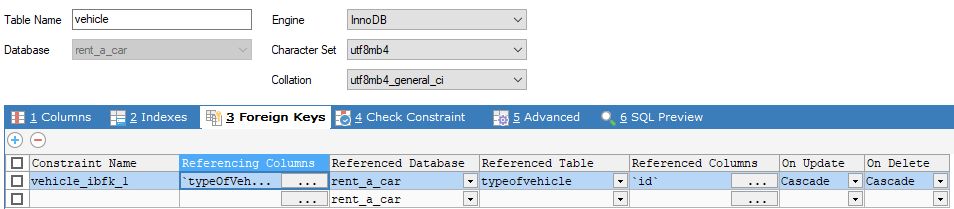 Table Name vehicle Engine InnoDB
Database rent_a_car Character Set utf8mb4
Collation utf8mb4_general_ci
1 Columns 2 Indexes 3 Foreign Keys 4 Check Constraint 5 Advanced 6 SQL Preview
Constraint Name Referencing Columns Referenced Database Referenced Table Referenced Columns On Update On Delete
vehicle_ibfk_1 `typeOfVeh... ... rent_a_car typeofvehicle `id` ... Cascade Cascade
... rent_a_car ...